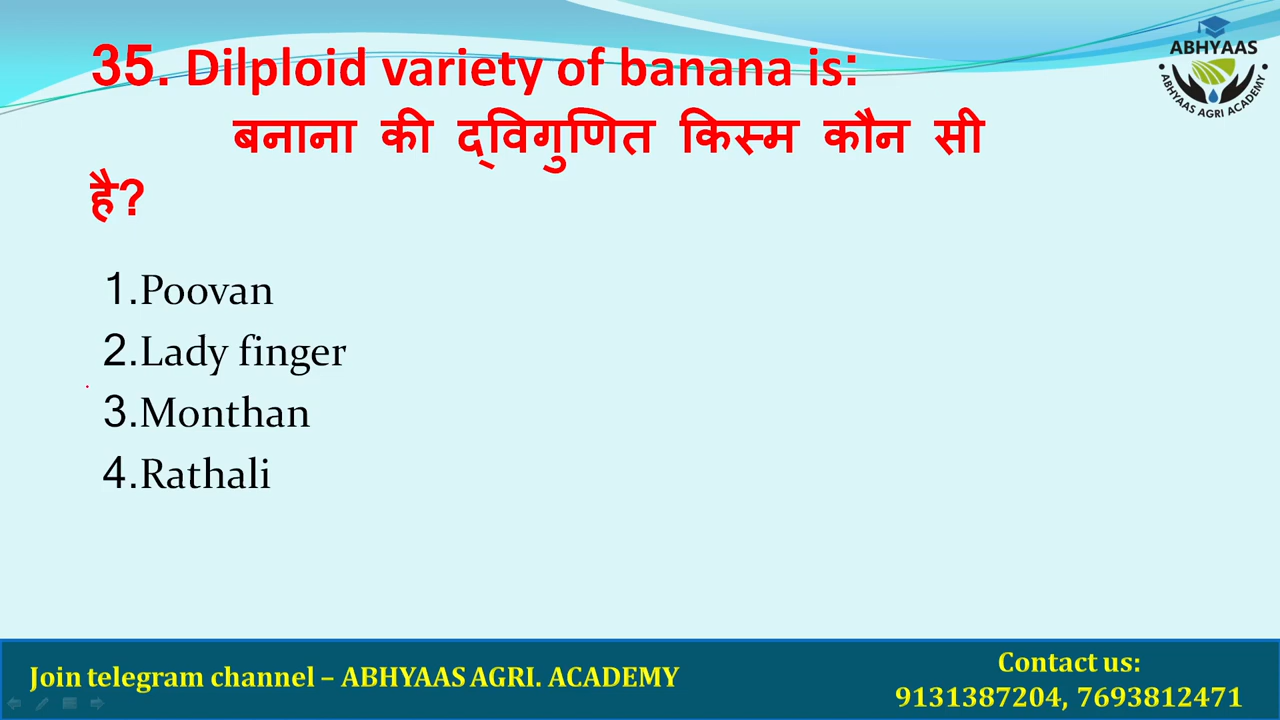 35. Dilploid variety of banana is:
बनाना की द्विगुणित किस्म कौन सी
है?
1.Poovan
2.Lady finger
3.Monthan
4.Rathali
ABHYAAS
ABHYAAS AGRI ACADEMY
Join telegram channel – ABHYAAS AGRI. ACADEMY
Contact us:
9131387204, 7693812471